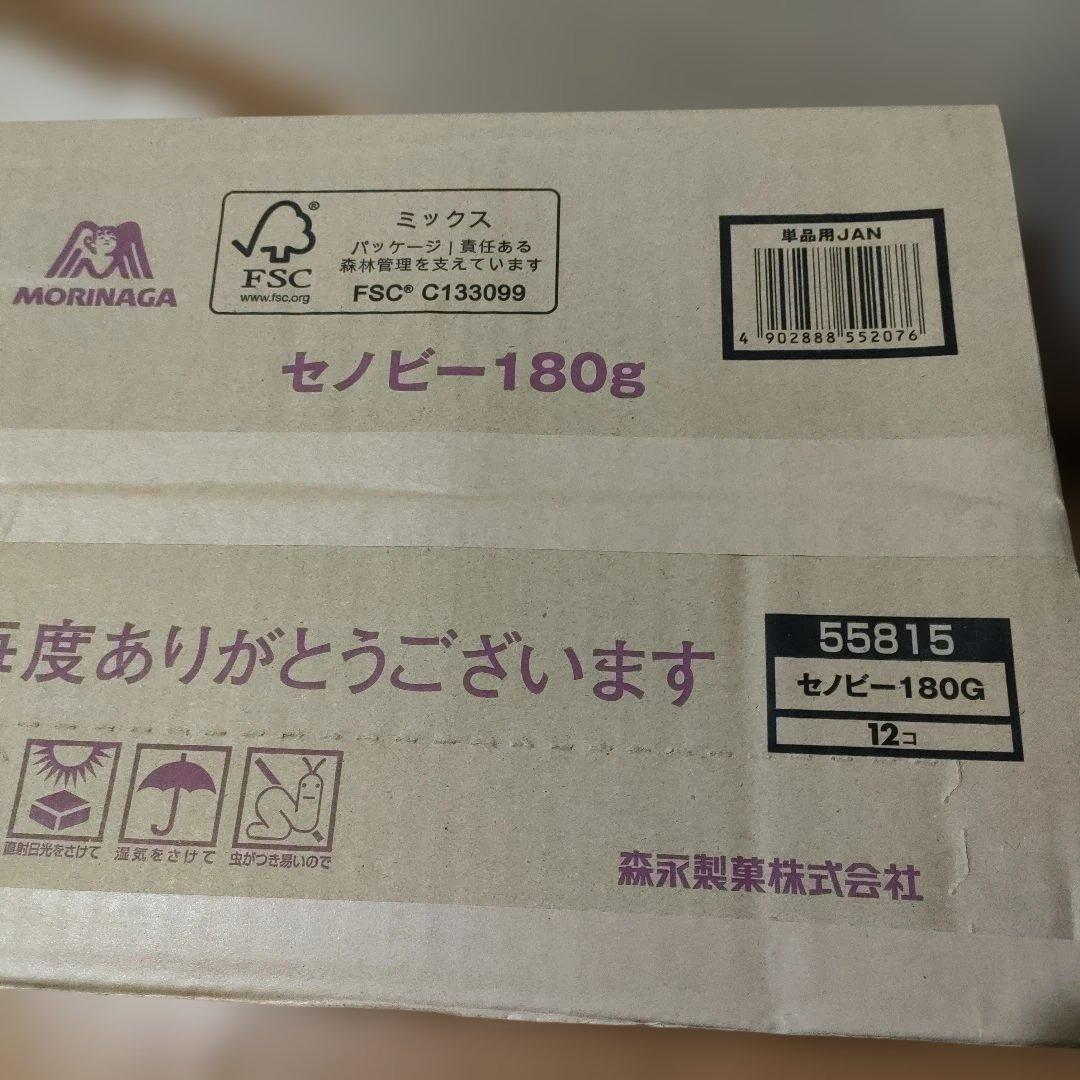 MORINAGA
FSC®
www.fsc.org
ミックス
パッケージ | 責任ある
森林管理を支えています
FSC® C133099
単品用JAN
4 902888 552076
セノビー180g
毎度ありがとうございます
55815
セノビー180G
12コ
直射日光をさけて
湿気をさけて
虫がつき易いので
森永製菓株式会社